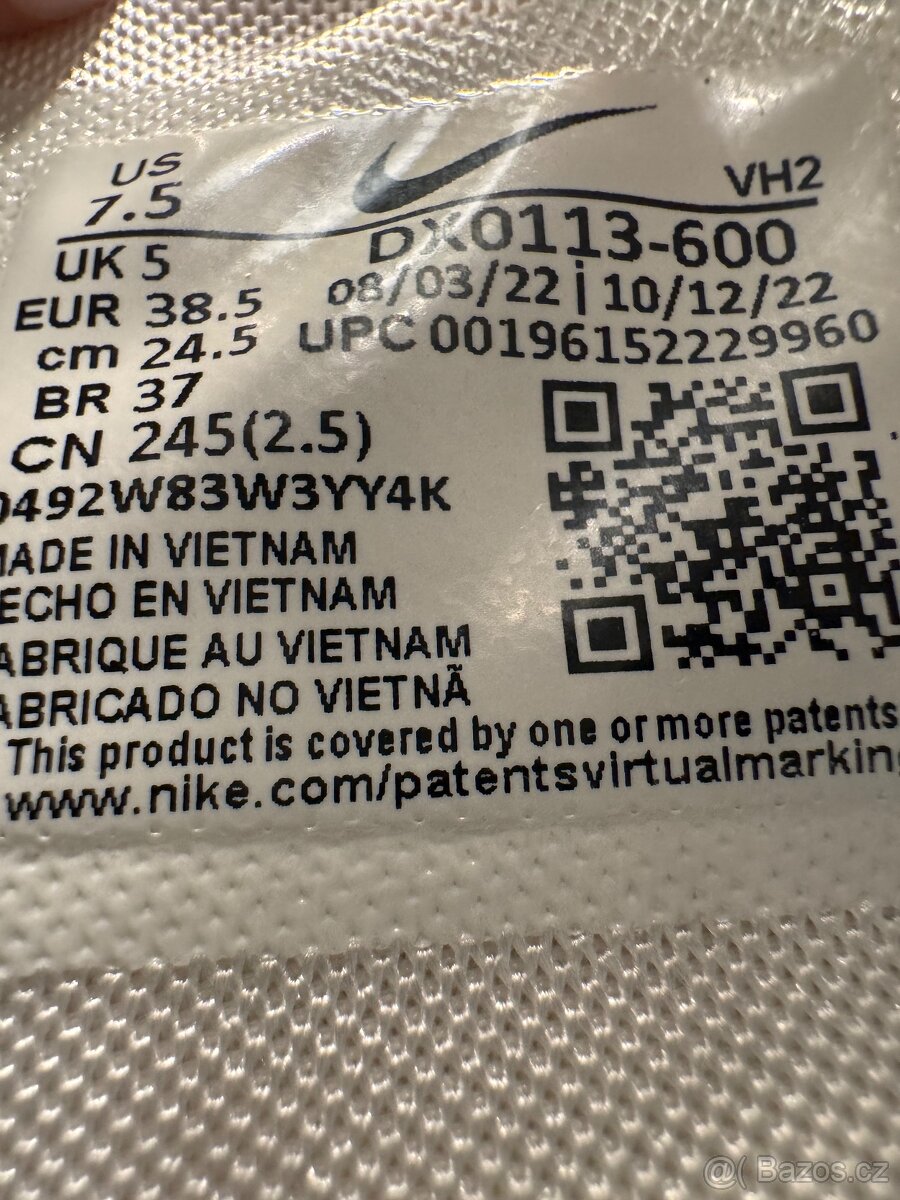 US
7.5
VH2
UK 5
DX0113-600
EUR 38.5
08/03/22 | 10/12/22
cm 24.5
UPC 00196152229960
BR 37
CN 245(2.5)
0492W83W3YY4K
MADE IN VIETNAM
ECHO EN VIETNAM
ABRIQUE AU VIETNAM
ABRICADO NO VIETNÃ
This product is covered by one or more patents
www.nike.com/patentsvirtualmarking
@( Bazos.cz